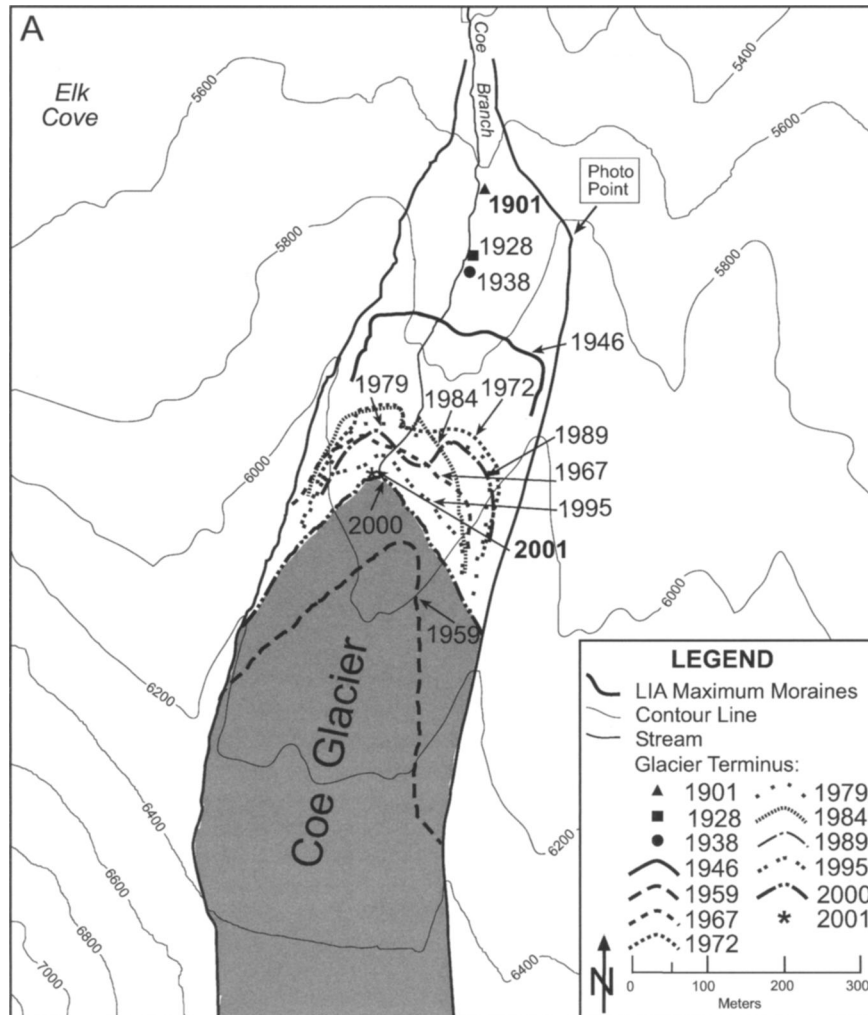 A
Elk
Cove
Coe
Branch
5400
5600
5600
Photo
Point
1901
5800
1928
1938
5800
1946
1979
1984
1972
1989
6000
1967
1995
2000
2001
6000
1959
6200
Coe Glacier
6400
6200
6600
6800
7000
6400
LEGEND
LIA Maximum Moraines
Contour Line
Stream
Glacier Terminus:
1901 1979
1928 1984
1938 1989
1946 1995
1959 2000
1967 * 2001
1972
N
0 100 200 300
Meters